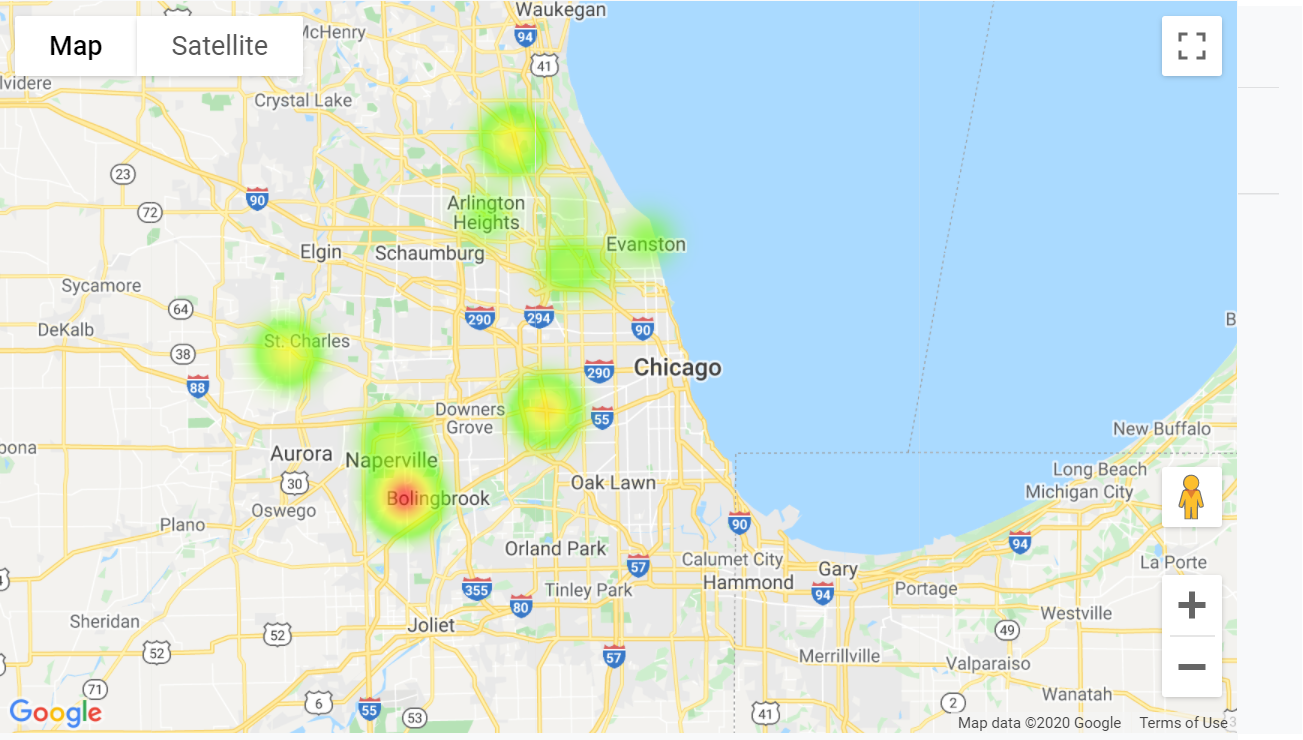 Waukegan
94
McHenry
Map
Satellite
41
lvidere
Crystal Lake
23
90
72
Arlington
Heights
Evanston
Elgin
Schaumburg
Sycamore
64
290
294
90
B
DeKalb
St. Charles
38
88
290
Chicago
Downers
Grove
55
New Buffalo
pona
Aurora
Naperville
Long Beach
30
Bolingbrook
Oak Lawn
Michigan City
Oswego
Plano
90
94
Orland Park
Calumet City
La Porte
57
Gary
Hammond
355
Tinley Park
94
Portage
80
Sheridan
Joliet
Westville
52
49
52
57
Merrillville
Valparaiso
71
Wanatah
6
55
53
41
2
Google
Map data ©2020 Google
Terms of Use